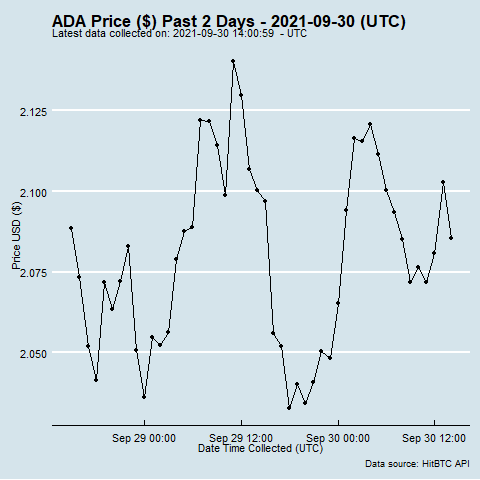 ADA Price ($) Past 2 Days - 2021-09-30 (UTC)
Latest data collected on: 2021-09-30 14:00:59 - UTC
2.125
2.100
2.075
2.050
Price USD ($)
Sep 29 00:00 Sep 29 12:00 Sep 30 00:00 Sep 30 12:00
Date Time Collected (UTC)
Data source: HitBTC API